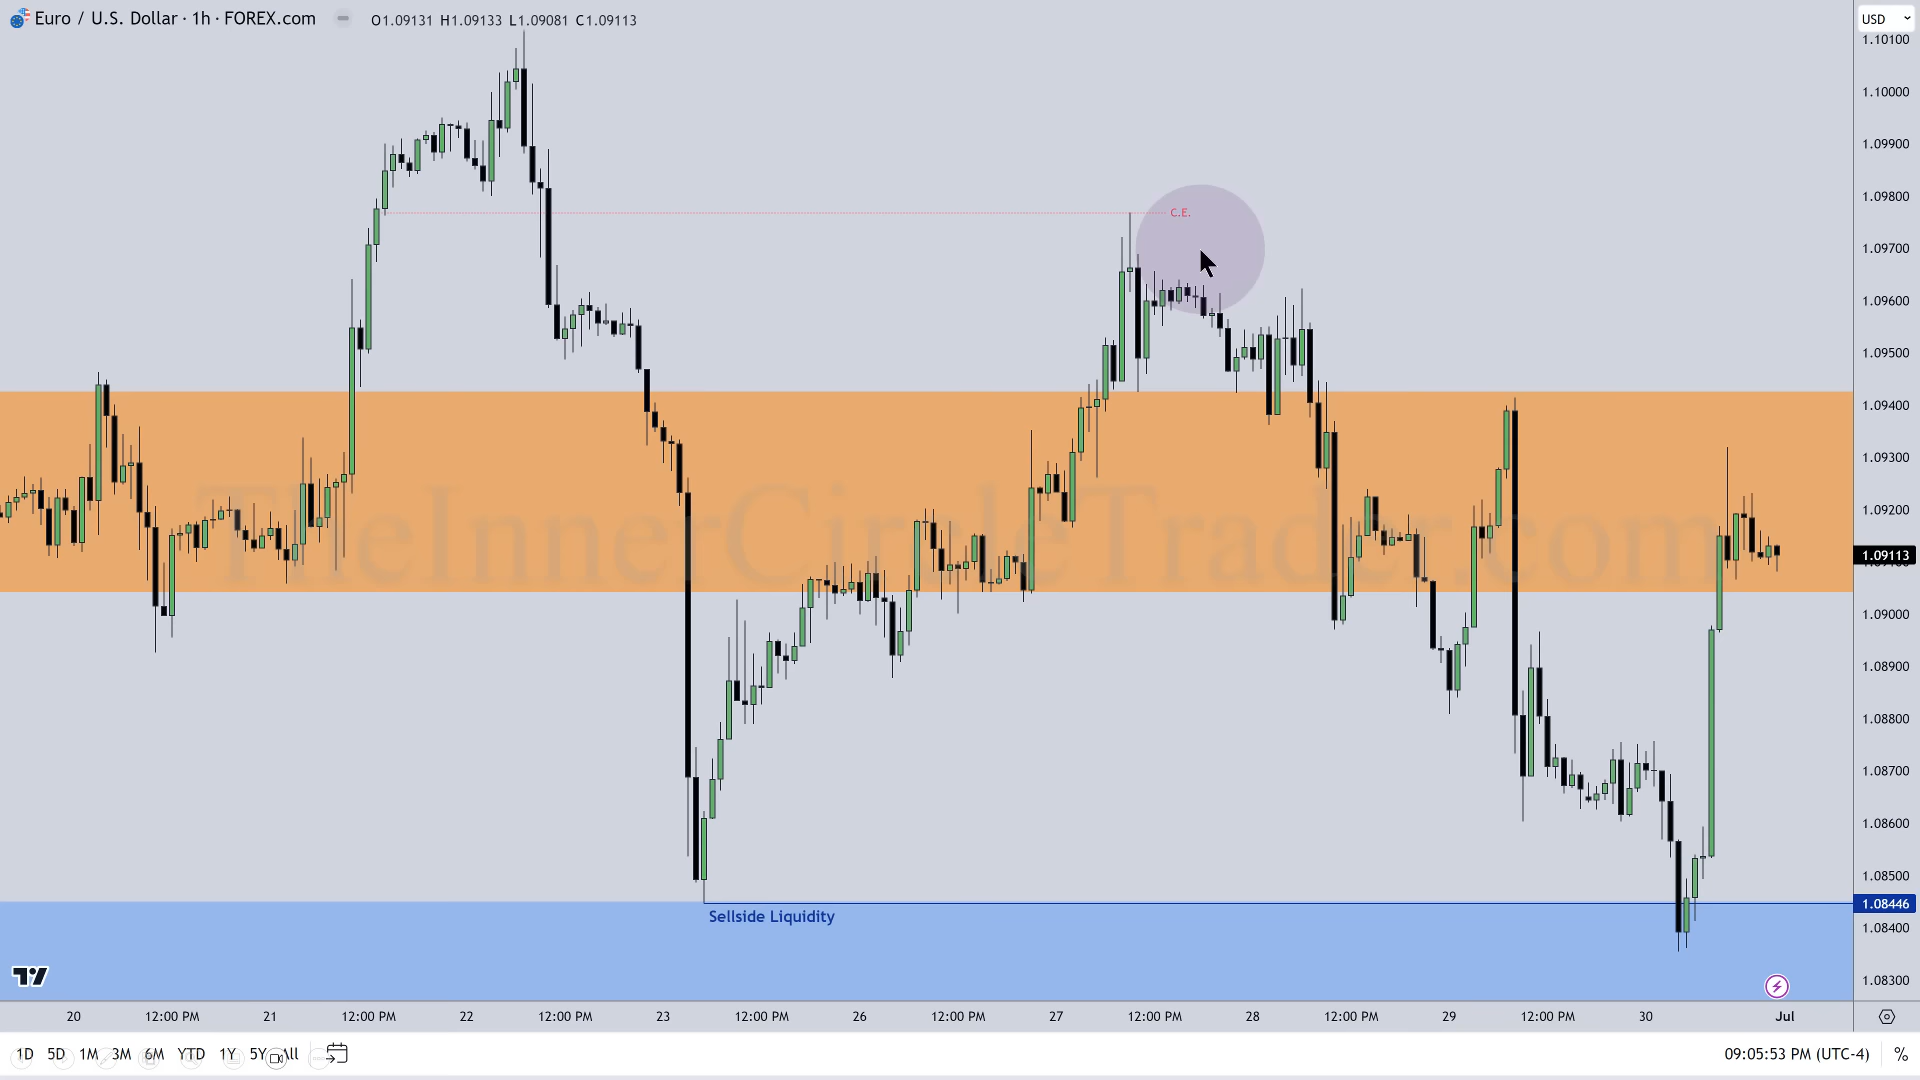 Euro / U.S. Dollar · 1h · FOREX.com O1.09131 H1.09133 L1.09081 C1.09113
USD
1.10100
1.10000
1.09900
1.09800
C.E.
1.09700
1.09600
1.09500
1.09400
1.09300
TheInnerCircleTrader.com
1.09200
1.09113
1.09000
1.08900
1.08800
1.08700
1.08600
1.08500
1.08446
Sellside Liquidity
1.08400
1.08300
20 12:00 PM 21 12:00 PM 22 12:00 PM 23 12:00 PM 26 12:00 PM 27 12:00 PM 28 12:00 PM 29 12:00 PM 30 Jul
1D 5D 1M 3M 6M YTD 1Y 5Y All 09:05:53 PM (UTC-4) %